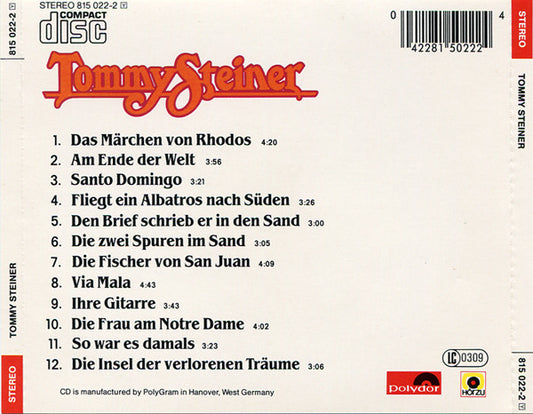 STEREO 815 022-2 Y
COMPACT
disc
0 42281 50222 4
Tommy Steiner
1. Das Märchen von Rhodos 4:20
2. Am Ende der Welt 3:56
3. Santo Domingo 3:21
4. Fliegt ein Albatros nach Süden 3:26
5. Den Brief schrieb er in den Sand 3:00
6. Die zwei Spuren im Sand 3:05
7. Die Fischer von San Juan 4:09
8. Via Mala 4:43
9. Ihre Gitarre 3:43
10. Die Frau am Notre Dame 4:02
11. So war es damals 3:23
12. Die Insel der verlorenen Träume 3:06
CD is manufactured by PolyGram in Hanover, West Germany
LC 0309
Polydor
HÖRZU
815 022-2 Y
TOMMY STEINER
STEREO
STEREO
TOMMY STEINER
815 022-2 Y